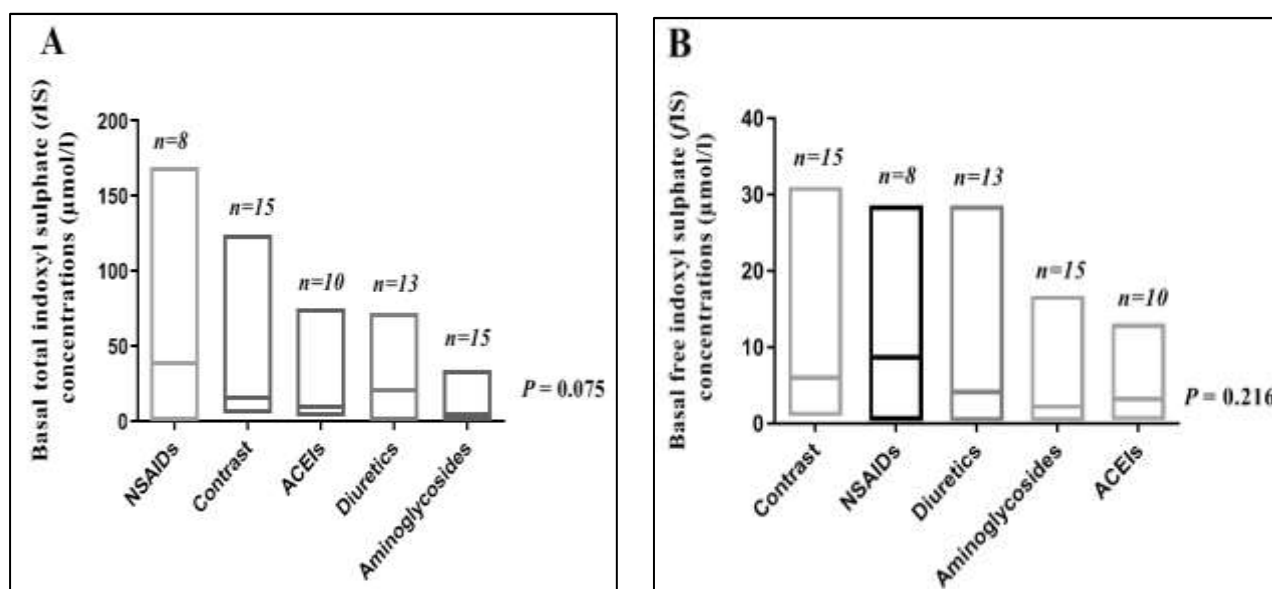 A
Basal total indoxyl sulphate (tIS)
concentrations (µmol/l)
200
150
100
50
0
n=8
n=15
n=10
n=13
n=15
P = 0.075
NSAIDs
Contrast
ACEIs
Diuretics
Aminoglycosides
B
Basal free indoxyl sulphate (fIS)
concentrations (µmol/l)
40
30
20
10
0
n=15
n=8
n=13
n=15
n=10
P = 0.216
Contrast
NSAIDs
Diuretics
Aminoglycosides
ACEIs